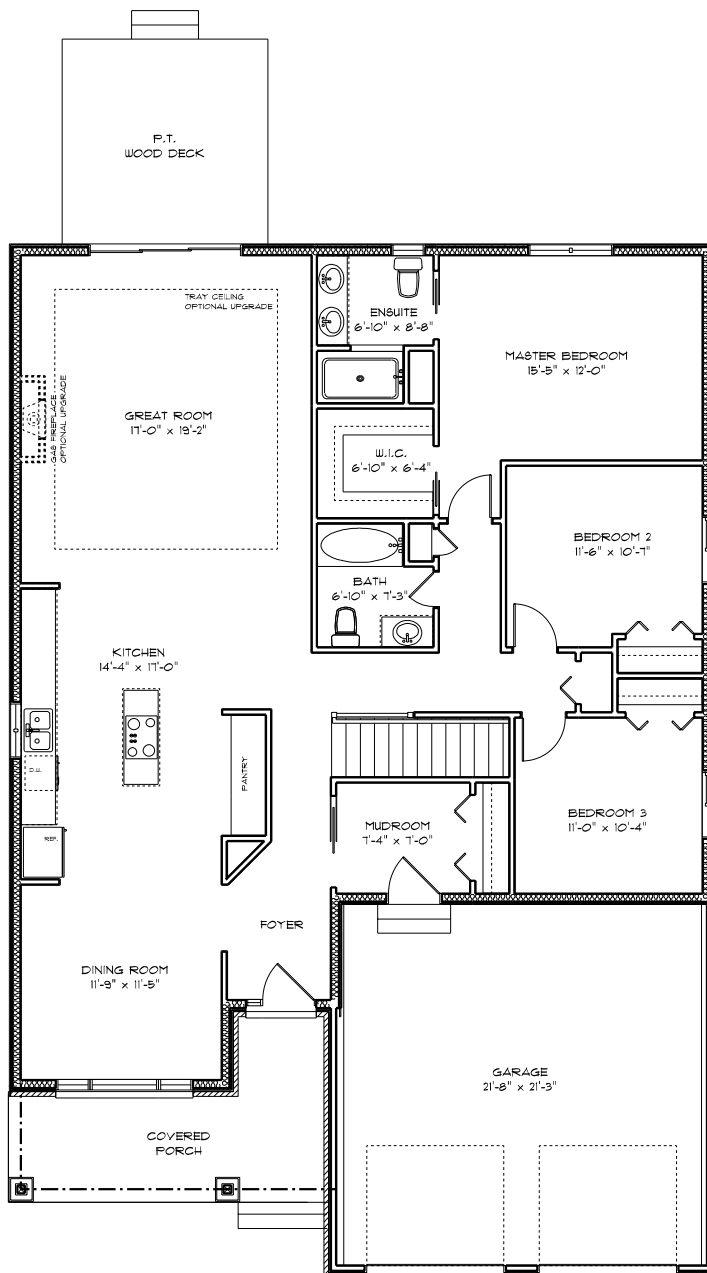 P.T.
WOOD DECK
TRAY CEILING
OPTIONAL UPGRADE
ENSUITE
6'-10" x 8'-8"
MASTER BEDROOM
15'-5" x 12'-0"
GAS FIREPLACE
OPTIONAL UPGRADE
GREAT ROOM
17'-0" x 19'-2"
W.I.C.
6'-10" x 6'-4"
BEDROOM 2
11'-6" x 10'-7"
BATH
6'-10" x 7'-3"
KITCHEN
14'-4" x 17'-0"
D.W.
PANTRY
REF.
MUDROOM
7'-4" x 7'-0"
BEDROOM 3
11'-0" x 10'-4"
FOYER
DINING ROOM
11'-9" x 11'-5"
GARAGE
21'-8" x 21'-3"
COVERED
PORCH